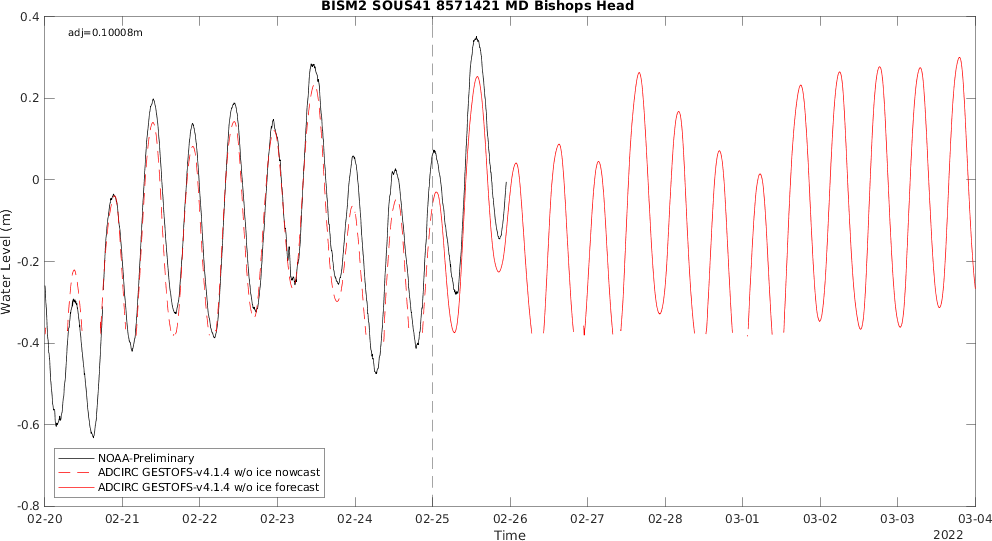 BISM2 SOUS41 8571421 MD Bishops Head
adj=0.10008m
0.4
0.2
0
-0.2
-0.4
-0.6
-0.8
Water Level (m)
NOAA-Preliminary
ADCIRC GESTOFS-v4.1.4 w/o ice nowcast
ADCIRC GESTOFS-v4.1.4 w/o ice forecast
02-20 02-21 02-22 02-23 02-24 02-25 02-26 02-27 02-28 03-01 03-02 03-03 03-04
Time
2022